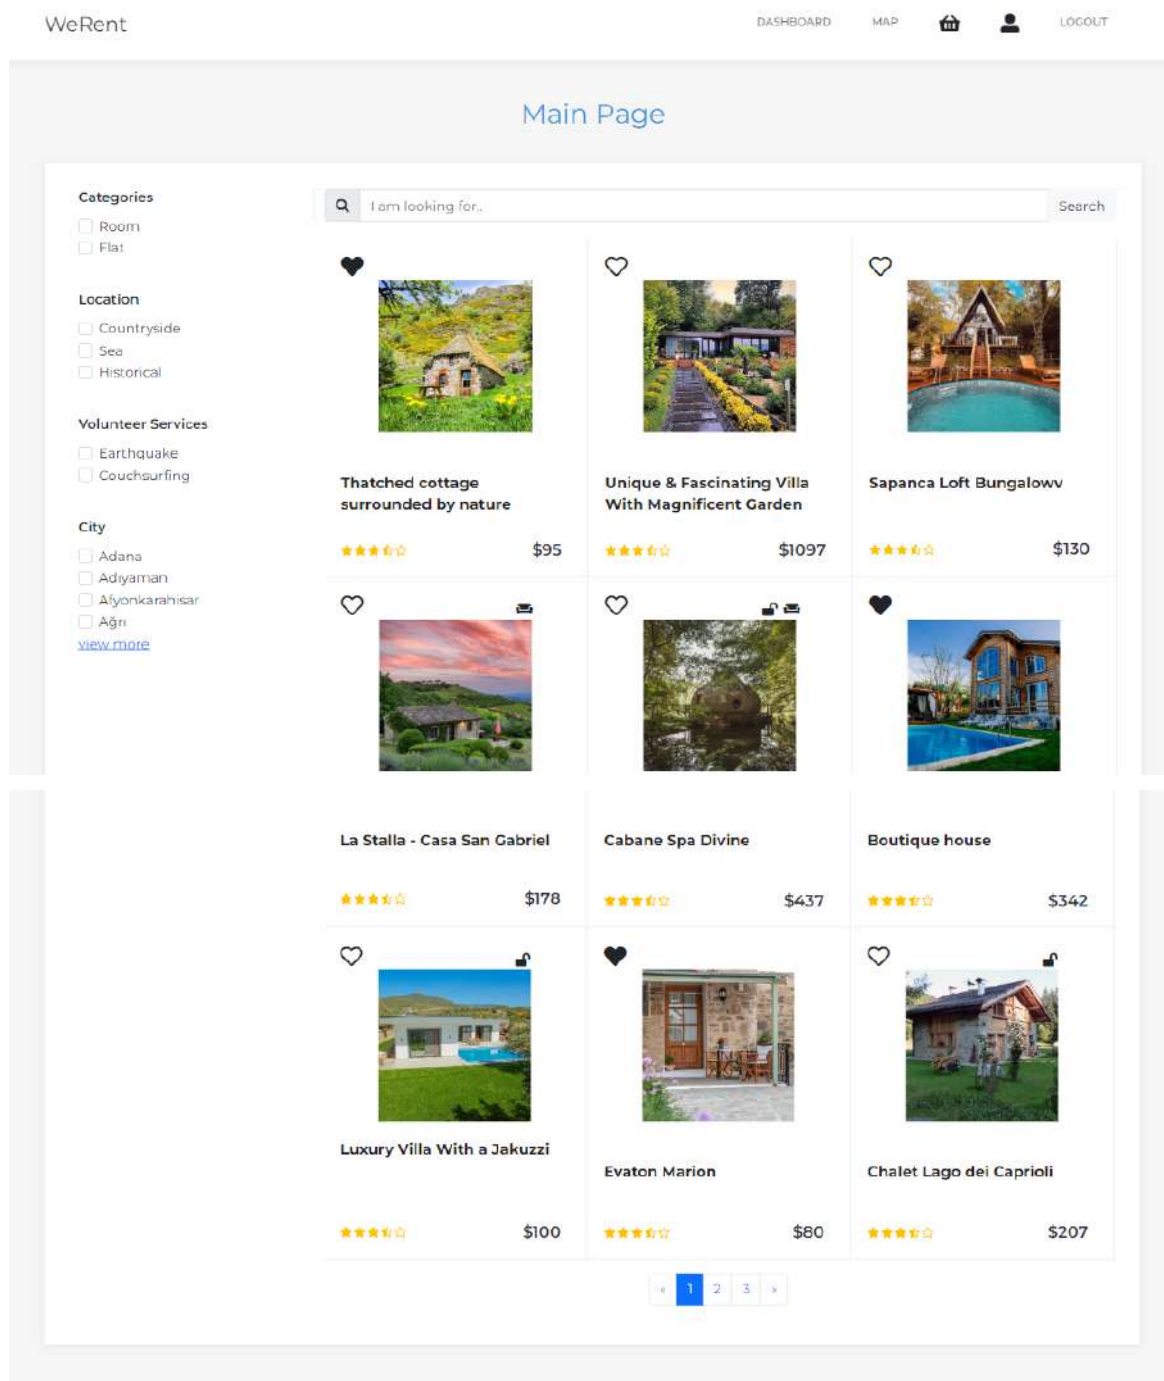 WeRent
DASHBOARD MAP LOGOUT
Main Page
Categories
Room
Flat
Location
Countryside
Sea
Historical
Volunteer Services
Earthquake
Couchsurfing
City
Adana
Adıyaman
Afyonkarahisar
Ağrı
view more
I am looking for..
Search
Thatched cottage
surrounded by nature
$95
Unique & Fascinating Villa
With Magnificent Garden
$1097
Sapanca Loft Bungalowv
$130
La Stalla - Casa San Gabriel
$178
Cabane Spa Divine
$437
Boutique house
$342
Luxury Villa With a Jakuzzi
$100
Evaton Marion
$80
Chalet Lago dei Caprioli
$207
« 1 2 3 »